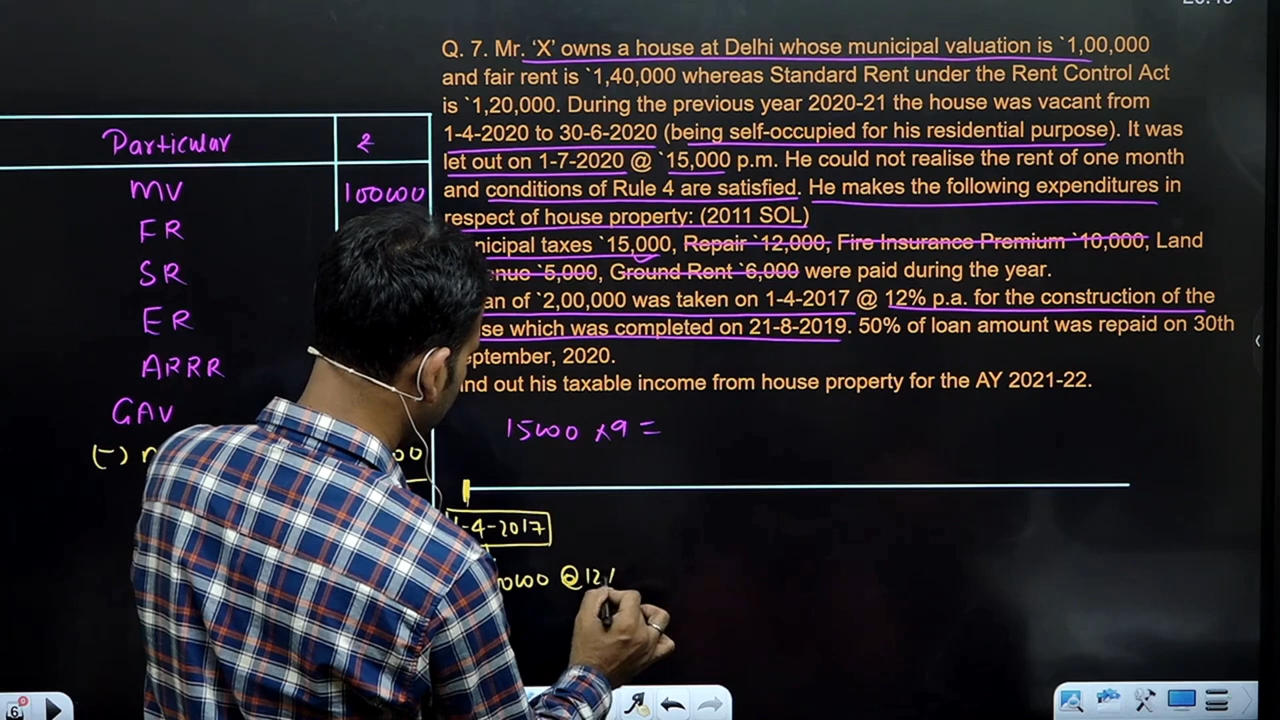 Q. 7. Mr. ‘X’ owns a house at Delhi whose municipal valuation is `1,00,000
and fair rent is `1,40,000 whereas Standard Rent under the Rent Control Act
is `1,20,000. During the previous year 2020-21 the house was vacant from
1-4-2020 to 30-6-2020 (being self-occupied for his residential purpose). It was
let out on 1-7-2020 @ `15,000 p.m. He could not realise the rent of one month
and conditions of Rule 4 are satisfied. He makes the following expenditures in
respect of house property: (2011 SOL)
nicipal taxes `15,000, Repair `12,000, Fire Insurance Premium `10,000, Land
nue `5,000, Ground Rent `6,000 were paid during the year.
an of `2,00,000 was taken on 1-4-2017 @ 12% p.a. for the construction of the
se which was completed on 21-8-2019. 50% of loan amount was repaid on 30th
eptember, 2020.
nd out his taxable income from house property for the AY 2021-22.
Particular
MV 100000
FR
SR
ER
ARRR
GAV
(-)
15000 × 9 =
1-4-2017
@ 12